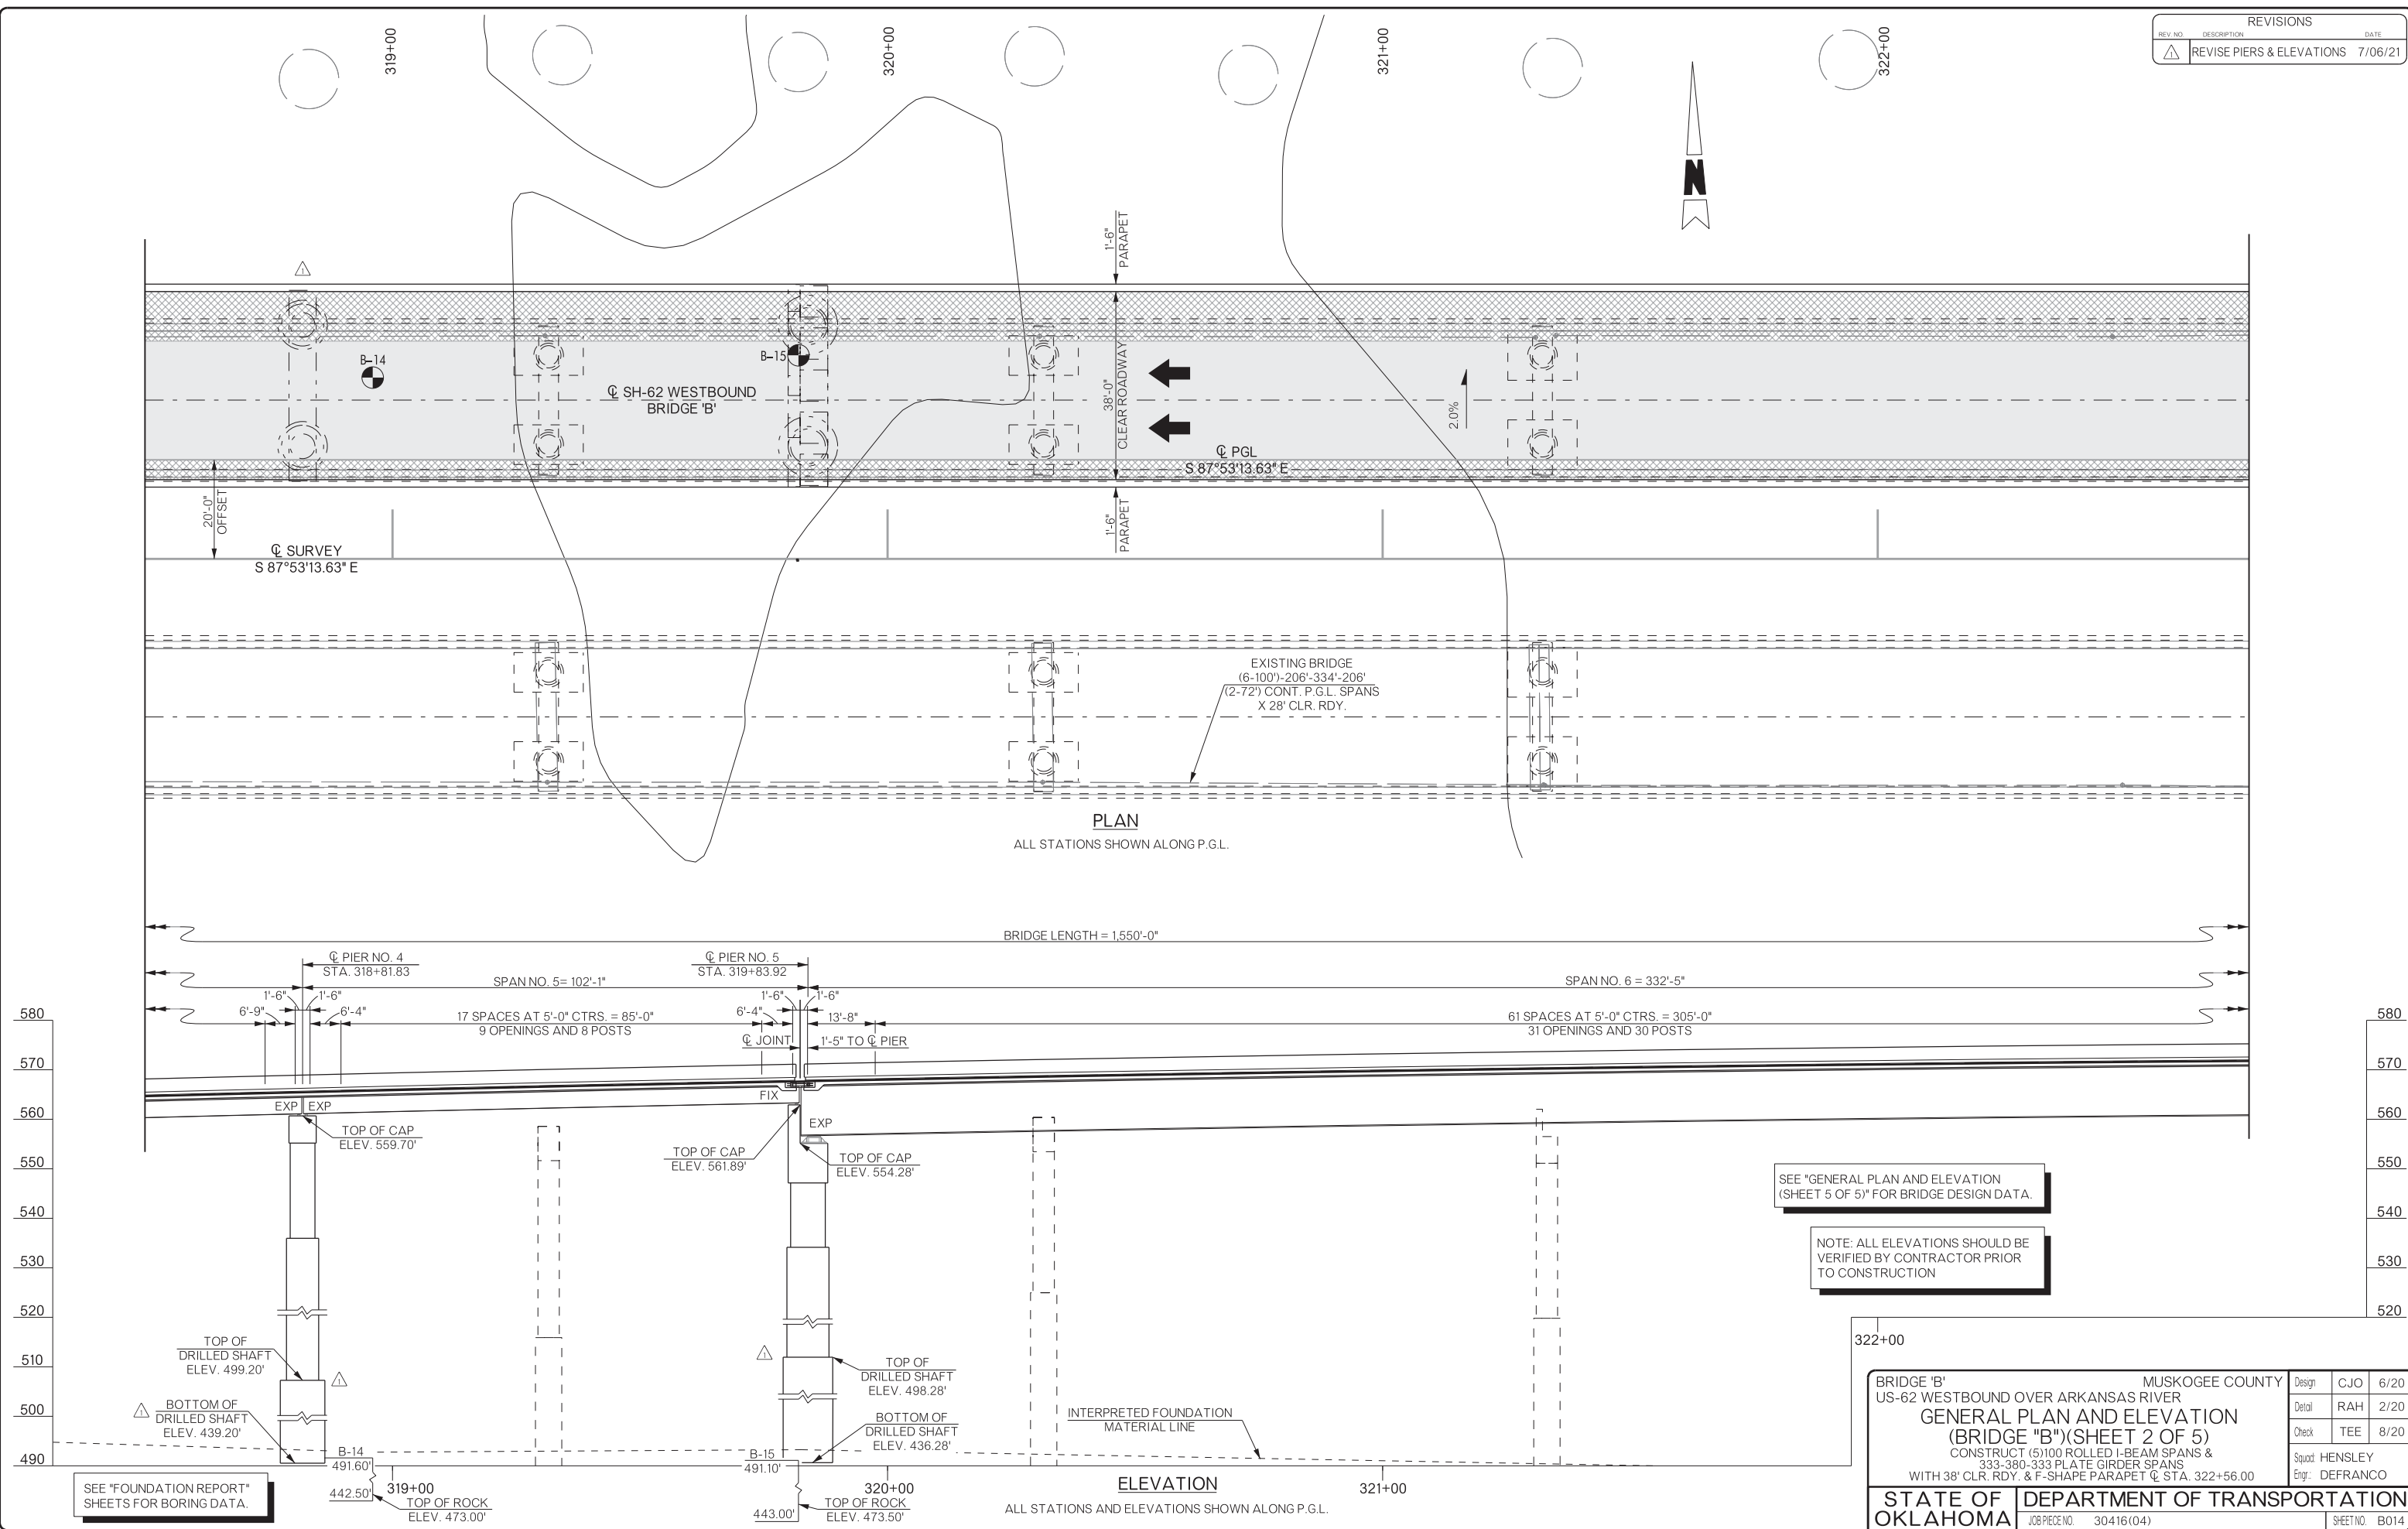 REVISIONS
REV. NO. DESCRIPTION DATE
1 REVISE PIERS & ELEVATIONS 7/06/21
319+00
320+00
321+00
322+00
N
1'-6"
PARAPET
1
B-14
B-15
℄ SH-62 WESTBOUND
BRIDGE 'B'
38'-0"
CLEAR ROADWAY
2.0%
℄ PGL
S 87°53'13.63" E
20'-0"
OFFSET
1'-6"
PARAPET
℄ SURVEY
S 87°53'13.63" E
EXISTING BRIDGE
(6-100')-206'-334'-206'
(2-72') CONT. P.G.L. SPANS
X 28' CLR. RDY.
PLAN
ALL STATIONS SHOWN ALONG P.G.L.
BRIDGE LENGTH = 1,550'-0"
℄ PIER NO. 4
STA. 318+81.83
℄ PIER NO. 5
STA. 319+83.92
SPAN NO. 5= 102'-1"
SPAN NO. 6 = 332'-5"
1'-6" 1'-6"
1'-6" 1'-6"
6'-9" 6'-4"
17 SPACES AT 5'-0" CTRS. = 85'-0"
9 OPENINGS AND 8 POSTS
6'-4" 13'-8"
61 SPACES AT 5'-0" CTRS. = 305'-0"
31 OPENINGS AND 30 POSTS
℄ JOINT
1'-5" TO ℄ PIER
580
570
560
550
540
530
520
510
500
490
580
570
560
550
540
530
520
EXP EXP
FIX
EXP
TOP OF CAP
ELEV. 559.70'
TOP OF CAP
ELEV. 561.89'
TOP OF CAP
ELEV. 554.28'
SEE "GENERAL PLAN AND ELEVATION
(SHEET 5 OF 5)" FOR BRIDGE DESIGN DATA.
NOTE: ALL ELEVATIONS SHOULD BE
VERIFIED BY CONTRACTOR PRIOR
TO CONSTRUCTION
TOP OF
DRILLED SHAFT
ELEV. 499.20'
1
1
BOTTOM OF
DRILLED SHAFT
ELEV. 439.20'
1
TOP OF
DRILLED SHAFT
ELEV. 498.28'
BOTTOM OF
DRILLED SHAFT
ELEV. 436.28'
INTERPRETED FOUNDATION
MATERIAL LINE
322+00
B-14
491.60'
442.50'
319+00
TOP OF ROCK
ELEV. 473.00'
B-15
491.10'
443.00'
320+00
TOP OF ROCK
ELEV. 473.50'
321+00
ELEVATION
ALL STATIONS AND ELEVATIONS SHOWN ALONG P.G.L.
SEE "FOUNDATION REPORT"
SHEETS FOR BORING DATA.
BRIDGE 'B' MUSKOGEE COUNTY
US-62 WESTBOUND OVER ARKANSAS RIVER
GENERAL PLAN AND ELEVATION
(BRIDGE "B")(SHEET 2 OF 5)
CONSTRUCT (5)100 ROLLED I-BEAM SPANS &
333-380-333 PLATE GIRDER SPANS
WITH 38' CLR. RDY. & F-SHAPE PARAPET ℄ STA. 322+56.00
Design CJO 6/20
Detail RAH 2/20
Check TEE 8/20
Squad: HENSLEY
Engr.: DEFRANCO
STATE OF
OKLAHOMA
DEPARTMENT OF TRANSPORTATION
JOB PIECE NO. 30416(04) SHEET NO. B014